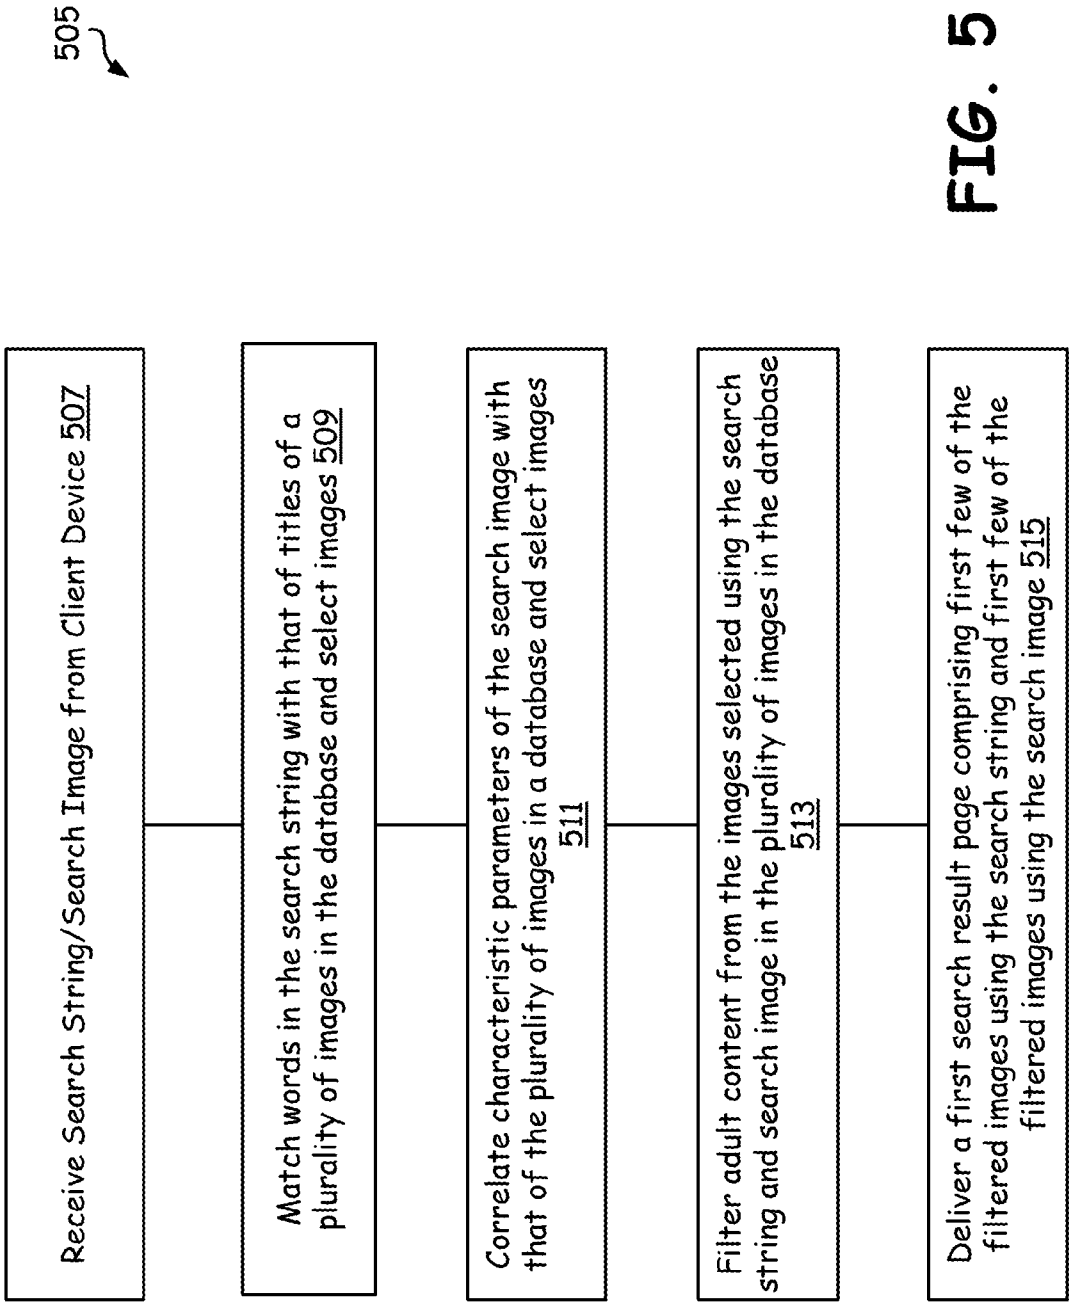 505
Receive Search String/Search Image from Client Device 507
Match words in the search string with that of titles of a
plurality of images in the database and select images 509
Correlate characteristic parameters of the search image with
that of the plurality of images in a database and select images
511
Filter adult content from the images selected using the search
string and search image in the plurality of images in the database
513
Deliver a first search result page comprising first few of the
filtered images using the search string and first few of the
filtered images using the search image 515
FIG. 5